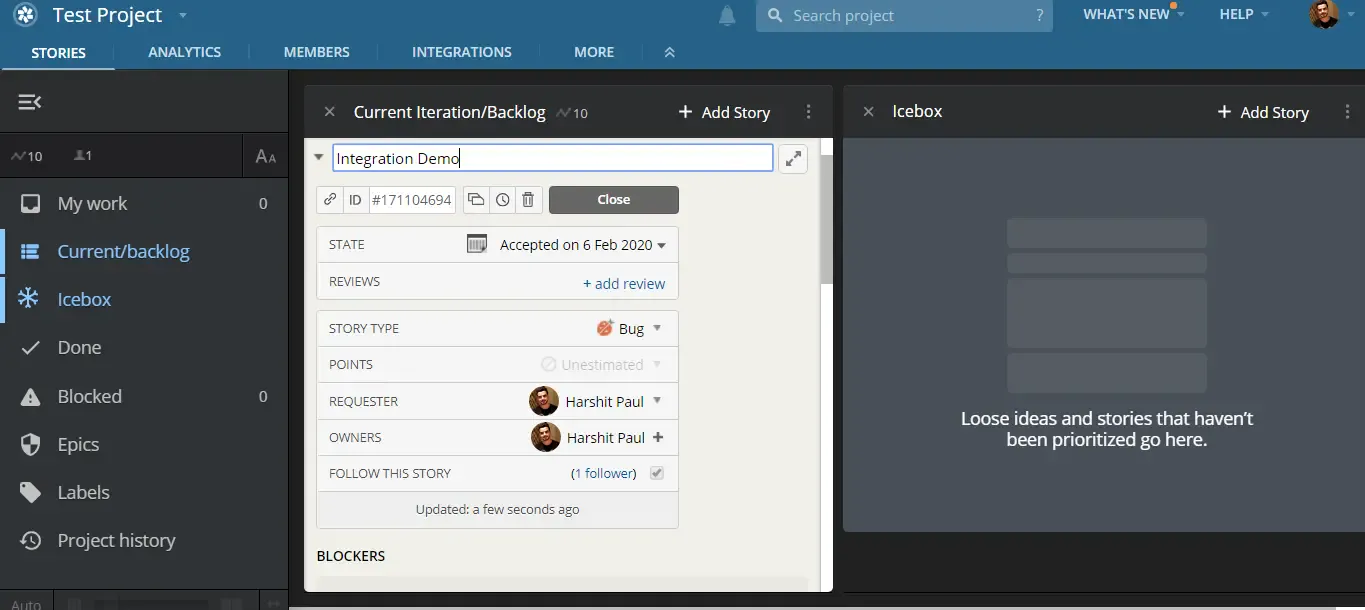 Test Project
Search project
?
WHAT'S NEW
HELP
STORIES
ANALYTICS
MEMBERS
INTEGRATIONS
MORE
10
1
AA
My work 0
Current/backlog
Icebox
Done
Blocked 0
Epics
Labels
Project history
Auto
Current Iteration/Backlog 10
+ Add Story
Integration Demo
ID #171104694
Close
STATE Accepted on 6 Feb 2020
REVIEWS + add review
STORY TYPE Bug
POINTS Unestimated
REQUESTER Harshit Paul
OWNERS Harshit Paul +
FOLLOW THIS STORY (1 follower)
Updated: a few seconds ago
BLOCKERS
Icebox
+ Add Story
Loose ideas and stories that haven't
been prioritized go here.